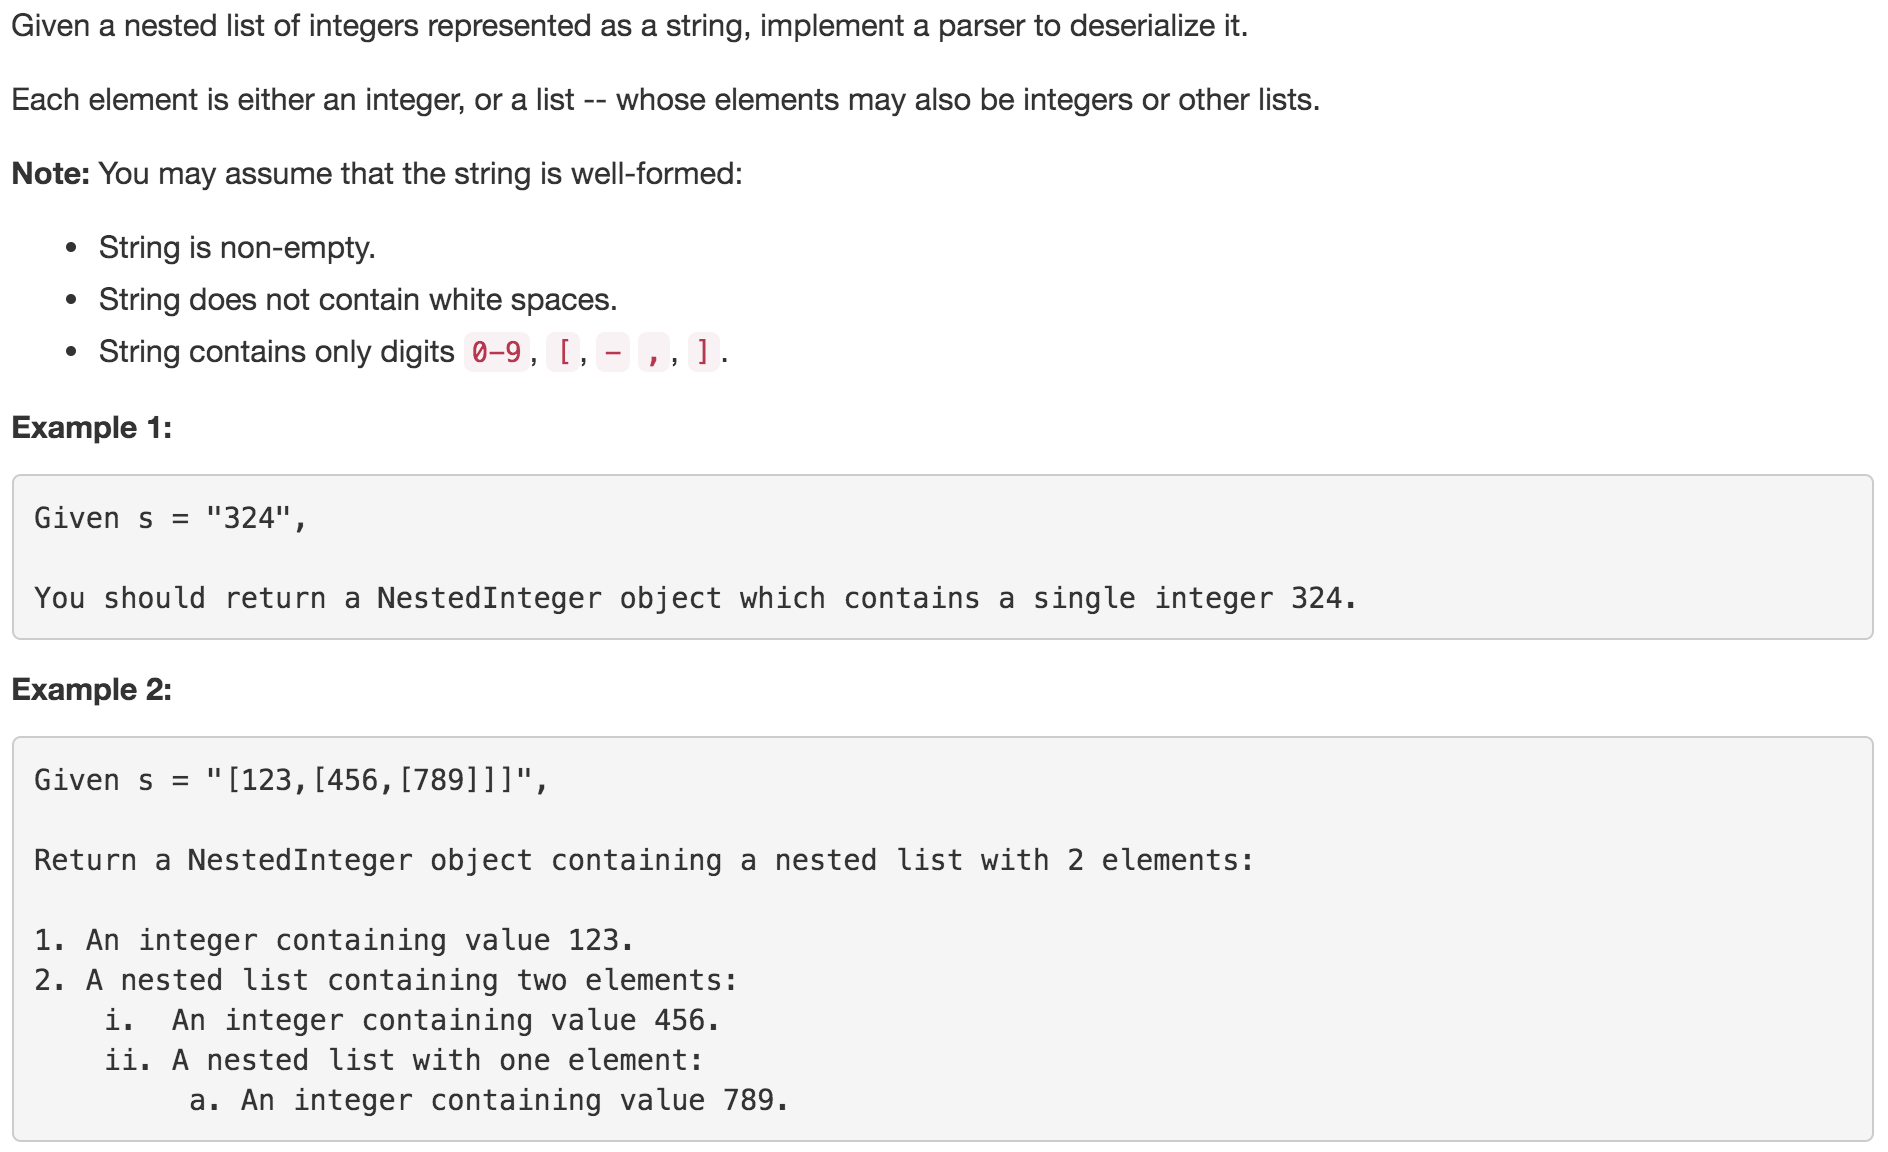 Given a nested list of integers represented as a string, implement a parser to deserialize it.
Each element is either an integer, or a list -- whose elements may also be integers or other lists.
Note: You may assume that the string is well-formed:
• String is non-empty.
• String does not contain white spaces.
• String contains only digits 0-9, [, - ,, ].
Example 1:
Given s = "324",
You should return a NestedInteger object which contains a single integer 324.
Example 2:
Given s = "[123,[456,[789]]]",
Return a NestedInteger object containing a nested list with 2 elements:
1. An integer containing value 123.
2. A nested list containing two elements:
i.  An integer containing value 456.
ii. A nested list with one element:
a. An integer containing value 789.